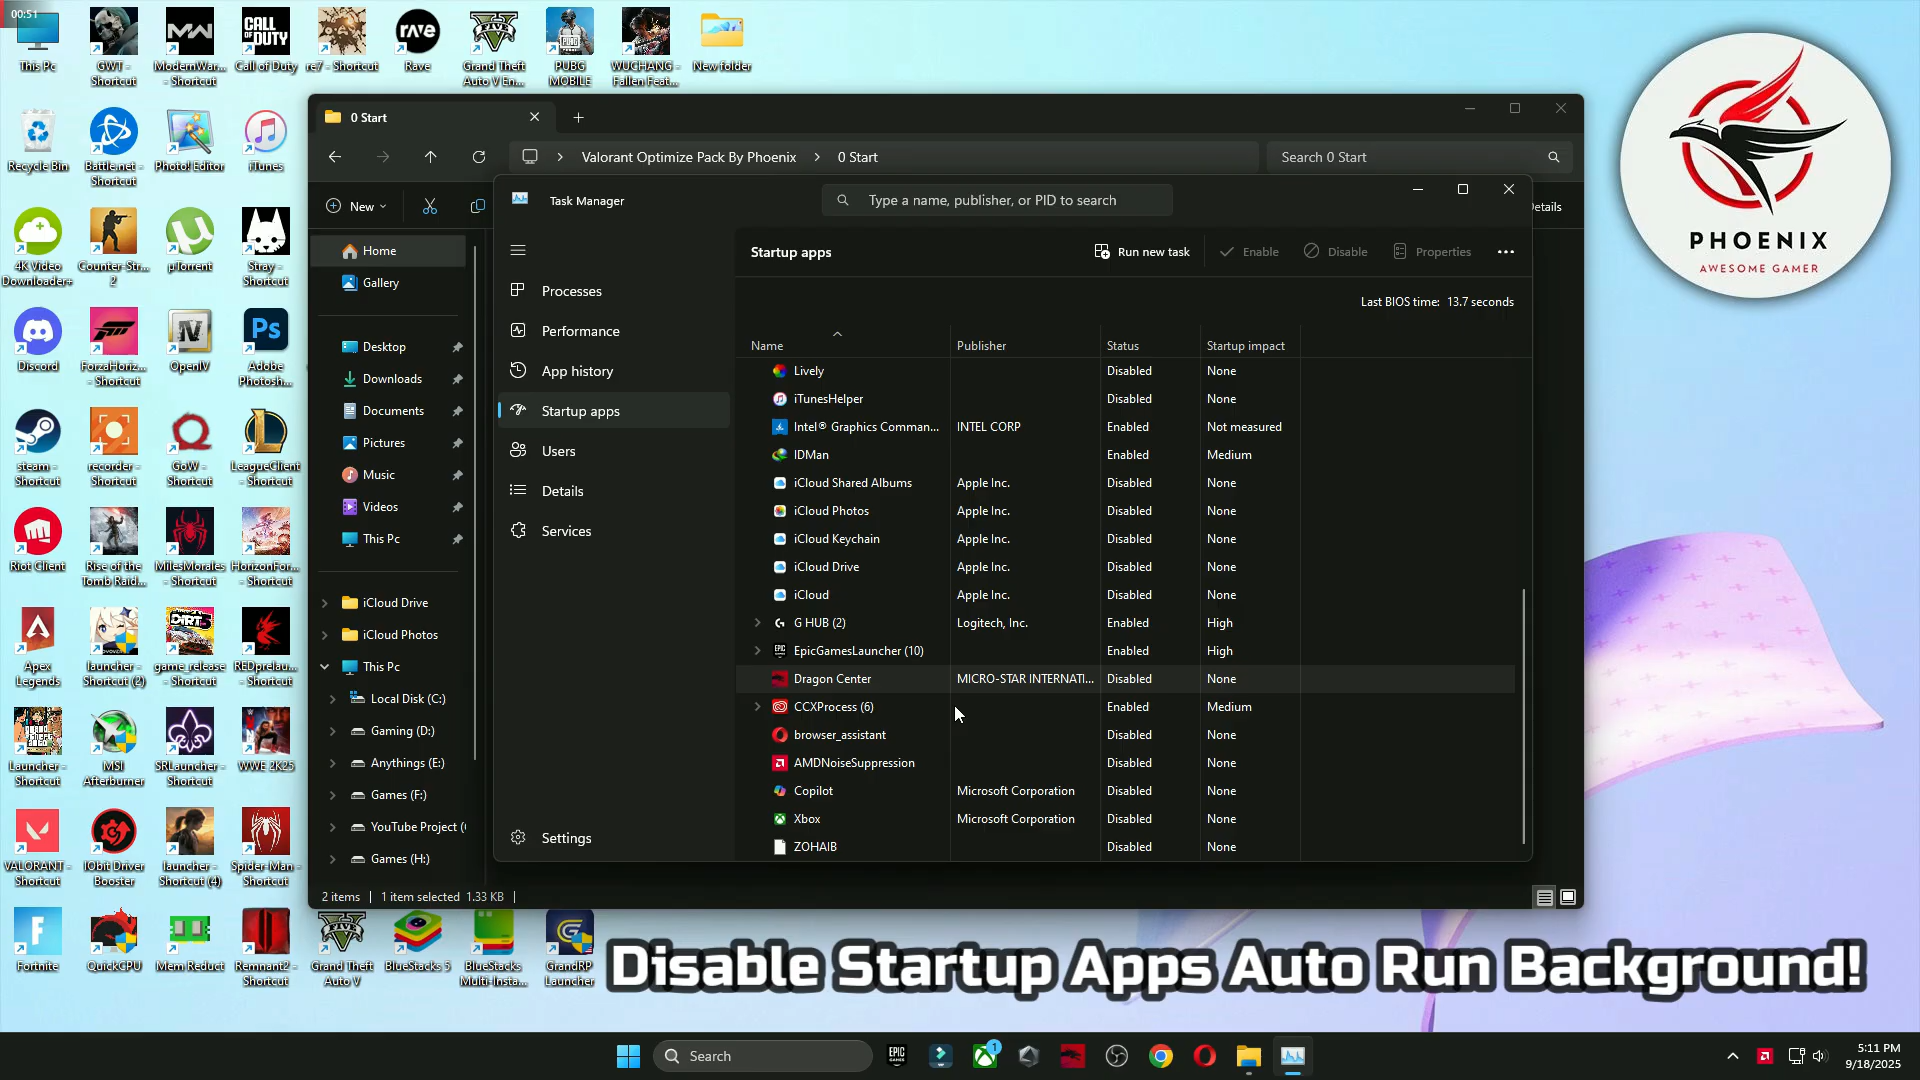 00:51
This Pc
GWT - Shortcut
ModernWar... - Shortcut
Call of Duty
re7 - Shortcut
Rave
Grand Theft Auto V En...
PUBG MOBILE
WUCHANG - Fallen Feat...
New folder
Recycle Bin
Battle.net - Shortcut
Photo! Editor
iTunes
4K Video Downloader+
Counter-Str... 2
µTorrent
Stray - Shortcut
Discord
ForzaHoriz... - Shortcut
OpenIV
Adobe Photosh...
steam - Shortcut
recorder - Shortcut
GoW - Shortcut
LeagueClient - Shortcut
Riot Client
Rise of the Tomb Raid...
MilesMorales - Shortcut
HorizonFor... - Shortcut
Apex Legends
launcher - Shortcut (2)
game_release - Shortcut
REDprelau... - Shortcut
Launcher - Shortcut
MSI Afterburner
SRLauncher - Shortcut
WWE 2K25
VALORANT - Shortcut
IObit Driver Booster
launcher - Shortcut (4)
Spider-Man - Shortcut
Fortnite
QuickCPU
Mem Reduct
Remnant2 - Shortcut
Grand Theft Auto V
BlueStacks 5
BlueStacks Multi-Insta...
GrandRP Launcher
0 Start
Valorant Optimize Pack By Phoenix > 0 Start
Search 0 Start
New
Details
Home
Gallery
Desktop
Downloads
Documents
Pictures
Music
Videos
This Pc
iCloud Drive
iCloud Photos
This Pc
Local Disk (C:)
Gaming (D:)
Anythings (E:)
Games (F:)
YouTube Project (
Games (H:)
2 items | 1 item selected 1.33 KB |
Task Manager
Type a name, publisher, or PID to search
Processes
Performance
App history
Startup apps
Users
Details
Services
Settings
Startup apps
Run new task
Enable
Disable
Properties
Last BIOS time: 13.7 seconds
Name Publisher Status Startup impact
Lively Disabled None
iTunesHelper Disabled None
Intel® Graphics Comman... INTEL CORP Enabled Not measured
IDMan Enabled Medium
iCloud Shared Albums Apple Inc. Disabled None
iCloud Photos Apple Inc. Disabled None
iCloud Keychain Apple Inc. Disabled None
iCloud Drive Apple Inc. Disabled None
iCloud Apple Inc. Disabled None
G HUB (2) Logitech, Inc. Enabled High
EpicGamesLauncher (10) Enabled High
Dragon Center MICRO-STAR INTERNATI... Disabled None
CCXProcess (6) Enabled Medium
browser_assistant Disabled None
AMDNoiseSuppression Disabled None
Copilot Microsoft Corporation Disabled None
Xbox Microsoft Corporation Disabled None
ZOHAIB Disabled None
PHOENIX
AWESOME GAMER
Disable Startup Apps Auto Run Background!
Search
1
5:11 PM
9/18/2025